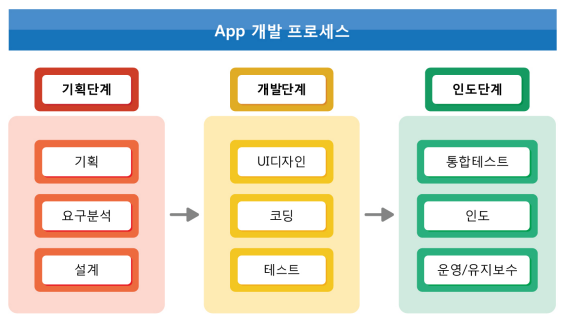 App 개발 프로세스
기획단계
기획
요구분석
설계
개발단계
UI디자인
코딩
테스트
인도단계
통합테스트
인도
운영/유지보수